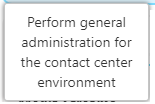 Perform general
administration for
the contact center
environment